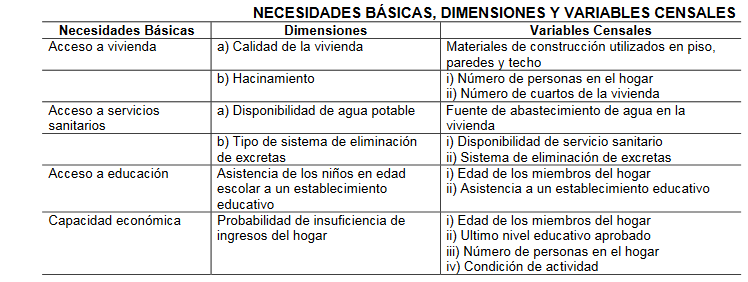 NECESIDADES BÁSICAS, DIMENSIONES Y VARIABLES CENSALES
Necesidades Básicas Dimensiones Variables Censales
Acceso a vivienda a) Calidad de la vivienda Materiales de construcción utilizados en piso,
paredes y techo
b) Hacinamiento i) Número de personas en el hogar
ii) Número de cuartos de la vivienda
Acceso a servicios a) Disponibilidad de agua potable Fuente de abastecimiento de agua en la
sanitarios vivienda
b) Tipo de sistema de eliminación i) Disponibilidad de servicio sanitario
de excretas ii) Sistema de eliminación de excretas
Acceso a educación Asistencia de los niños en edad i) Edad de los miembros del hogar
escolar a un establecimiento ii) Asistencia a un establecimiento educativo
educativo
Capacidad económica Probabilidad de insuficiencia de i) Edad de los miembros del hogar
ingresos del hogar ii) Ultimo nivel educativo aprobado
iii) Número de personas en el hogar
iv) Condición de actividad